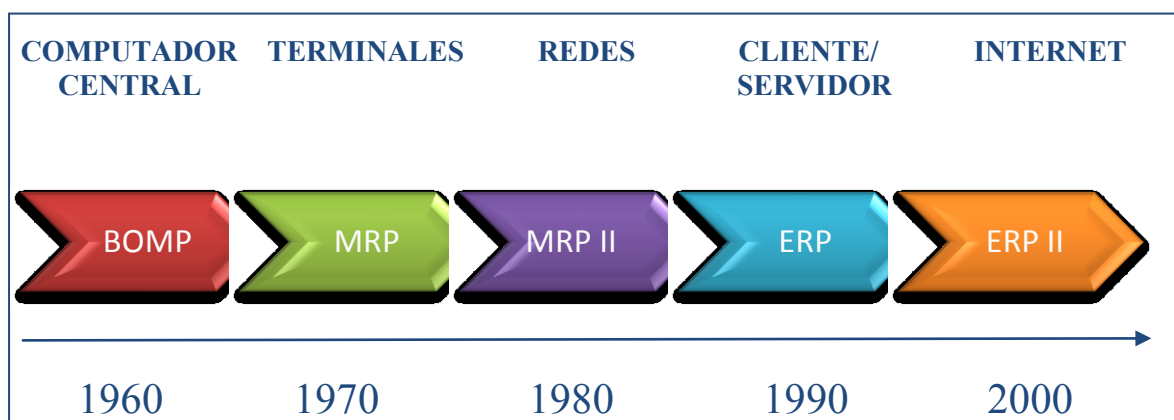 COMPUTADOR CENTRAL
TERMINALES
REDES
CLIENTE/
SERVIDOR
INTERNET
BOMP
MRP
MRP II
ERP
ERP II
1960
1970
1980
1990
2000